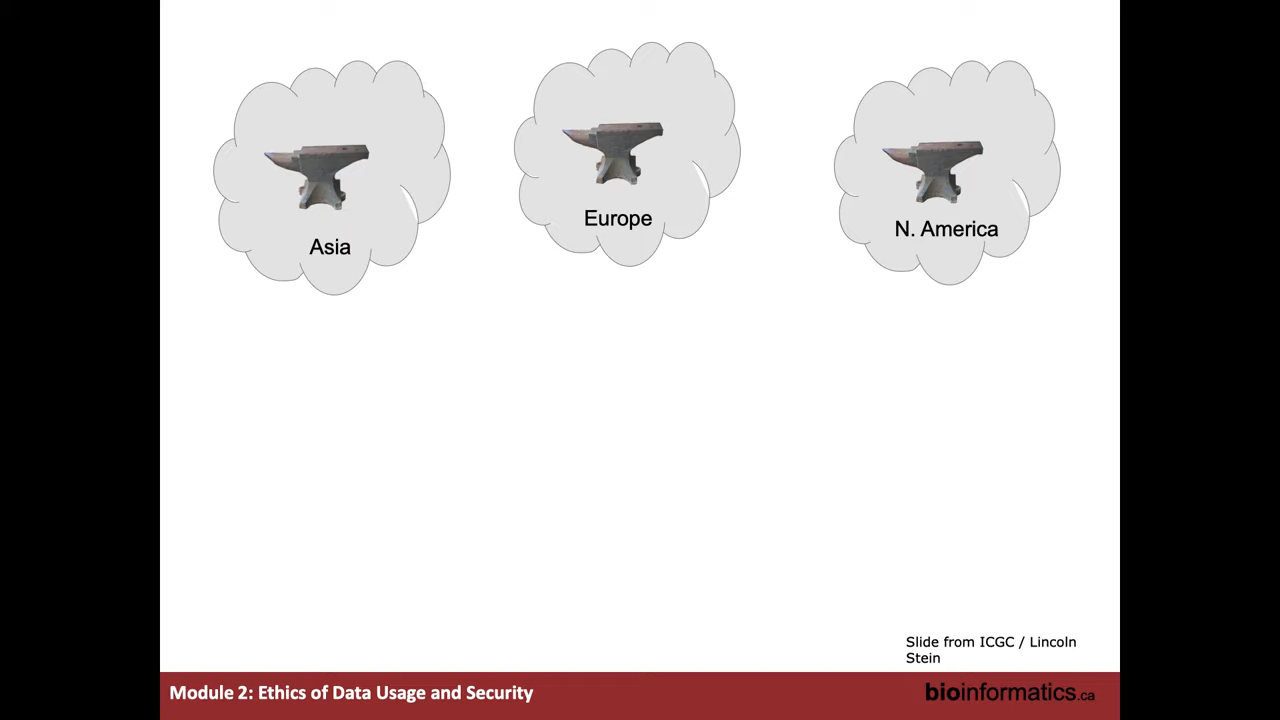 Asia
Europe
N. America
Slide from ICGC / Lincoln
Stein
Module 2: Ethics of Data Usage and Security
bioinformatics.ca